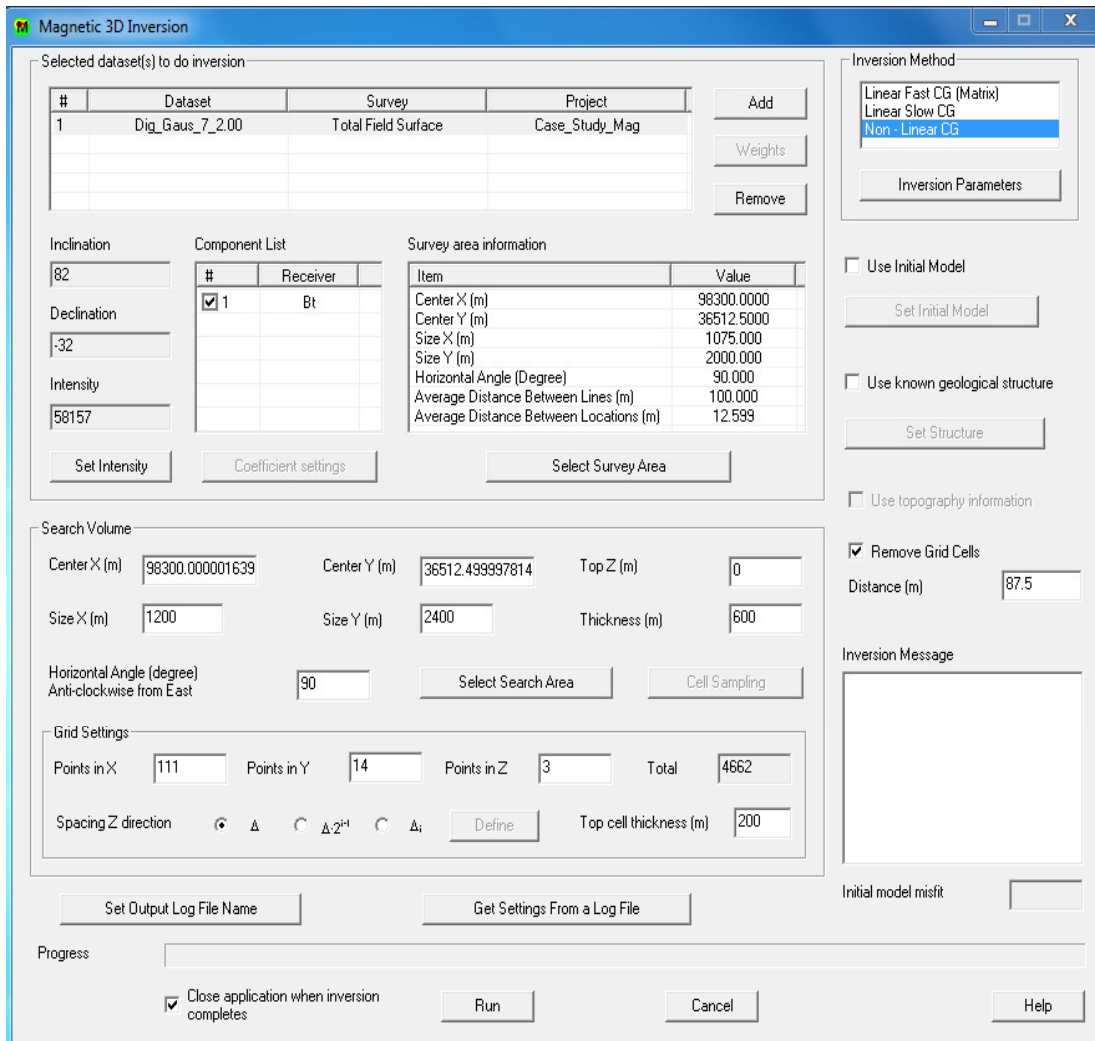 Magnetic 3D Inversion
Selected dataset(s) to do inversion
# Dataset Survey Project
1 Dig_Gaus_7_2.00 Total Field Surface Case_Study_Mag
Add
Weights
Remove
Inclination
82
Declination
-32
Intensity
58157
Set Intensity
Component List
# Receiver
1 Bt
Coefficient settings
Survey area information
Item Value
Center X (m) 98300.0000
Center Y (m) 36512.5000
Size X (m) 1075.000
Size Y (m) 2000.000
Horizontal Angle (Degree) 90.000
Average Distance Between Lines (m) 100.000
Average Distance Between Locations (m) 12.599
Select Survey Area
Search Volume
Center X (m) 98300.000001639 Center Y (m) 36512.499997814 Top Z (m) 0
Size X (m) 1200 Size Y (m) 2400 Thickness (m) 600
Horizontal Angle (degree)
Anti-clockwise from East
90
Select Search Area
Cell Sampling
Grid Settings
Points in X 111 Points in Y 14 Points in Z 3 Total 4662
Spacing Z direction Δ Δ·2^i-1 Δi Define Top cell thickness (m) 200
Set Output Log File Name
Get Settings From a Log File
Progress
Close application when inversion
completes
Run
Cancel
Help
Inversion Method
Linear Fast CG (Matrix)
Linear Slow CG
Non - Linear CG
Inversion Parameters
Use Initial Model
Set Initial Model
Use known geological structure
Set Structure
Use topography information
Remove Grid Cells
Distance (m) 87.5
Inversion Message
Initial model misfit